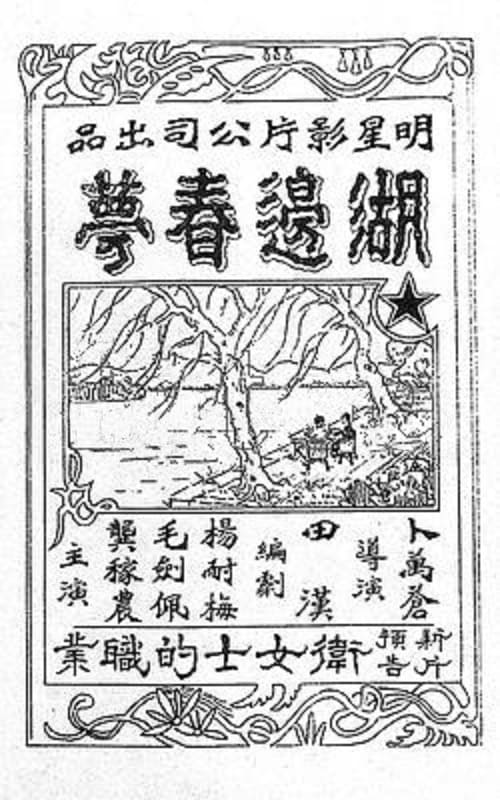 明星影片公司出品
湖邊春夢
卜萬蒼
導演
田漢
編劇
楊耐梅
毛劍佩
龔稼農
主演
新片
預告
衛女士的職業